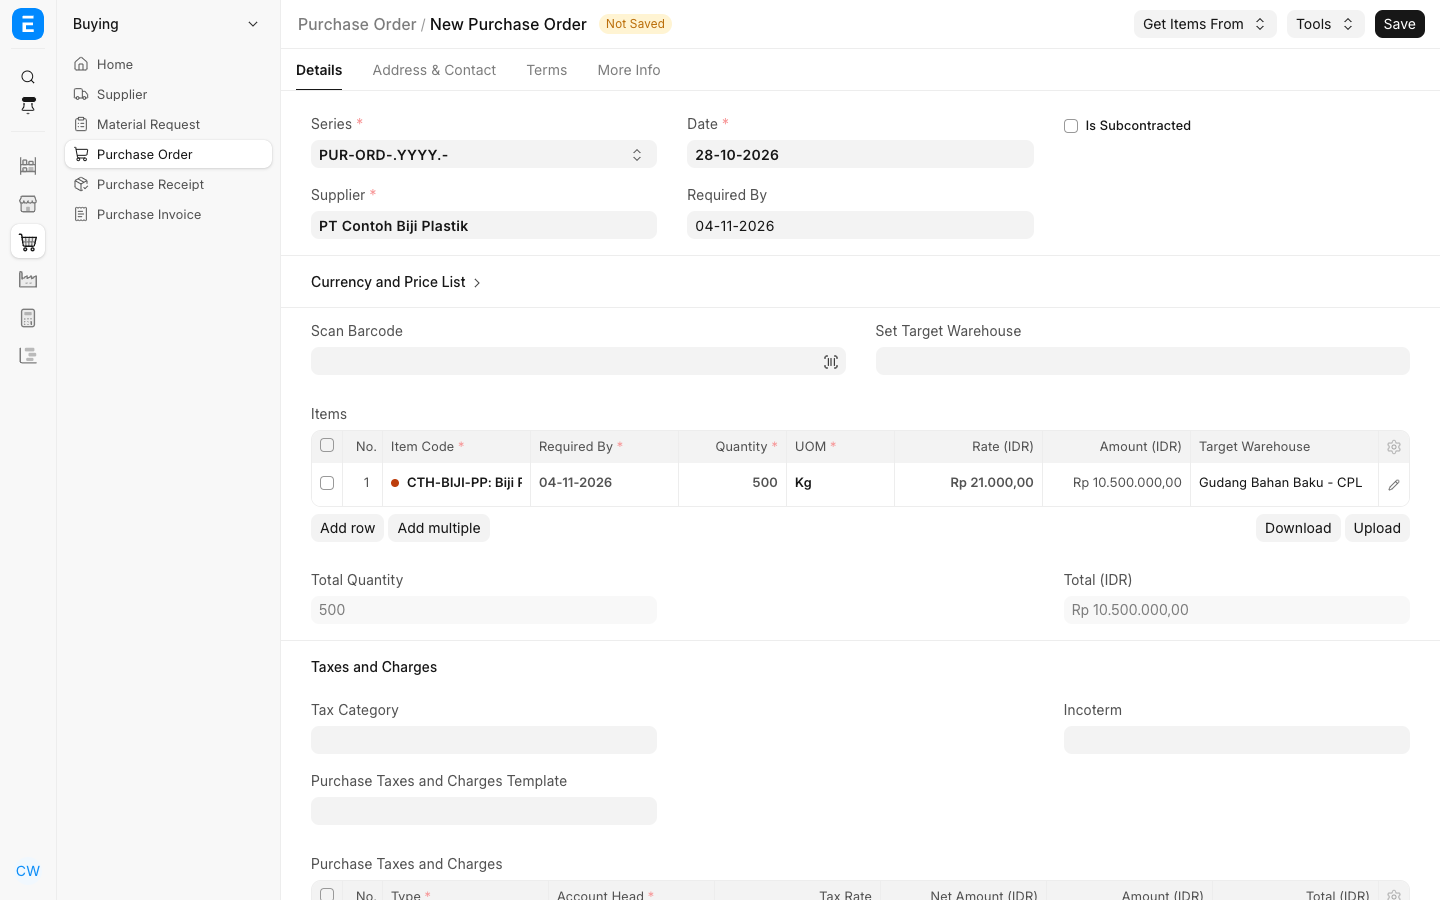 Buying
Home
Supplier
Material Request
Purchase Order
Purchase Receipt
Purchase Invoice
CW
Purchase Order / New Purchase Order Not Saved
Get Items From Tools Save
Details Address & Contact Terms More Info
Series * Date * Is Subcontracted
PUR-ORD-.YYYY.- 28-10-2026
Supplier * Required By
PT Contoh Biji Plastik 04-11-2026
Currency and Price List
Scan Barcode Set Target Warehouse
Items
No. Item Code * Required By * Quantity * UOM * Rate (IDR) Amount (IDR) Target Warehouse
1 CTH-BIJI-PP: Biji 04-11-2026 500 Kg Rp 21.000,00 Rp 10.500.000,00 Gudang Bahan Baku - CPL
Add row Add multiple Download Upload
Total Quantity Total (IDR)
500 Rp 10.500.000,00
Taxes and Charges
Tax Category Incoterm
Purchase Taxes and Charges Template
Purchase Taxes and Charges
No. Type * Account Head * Tax Rate Net Amount (IDR) Amount (IDR) Total (IDR)